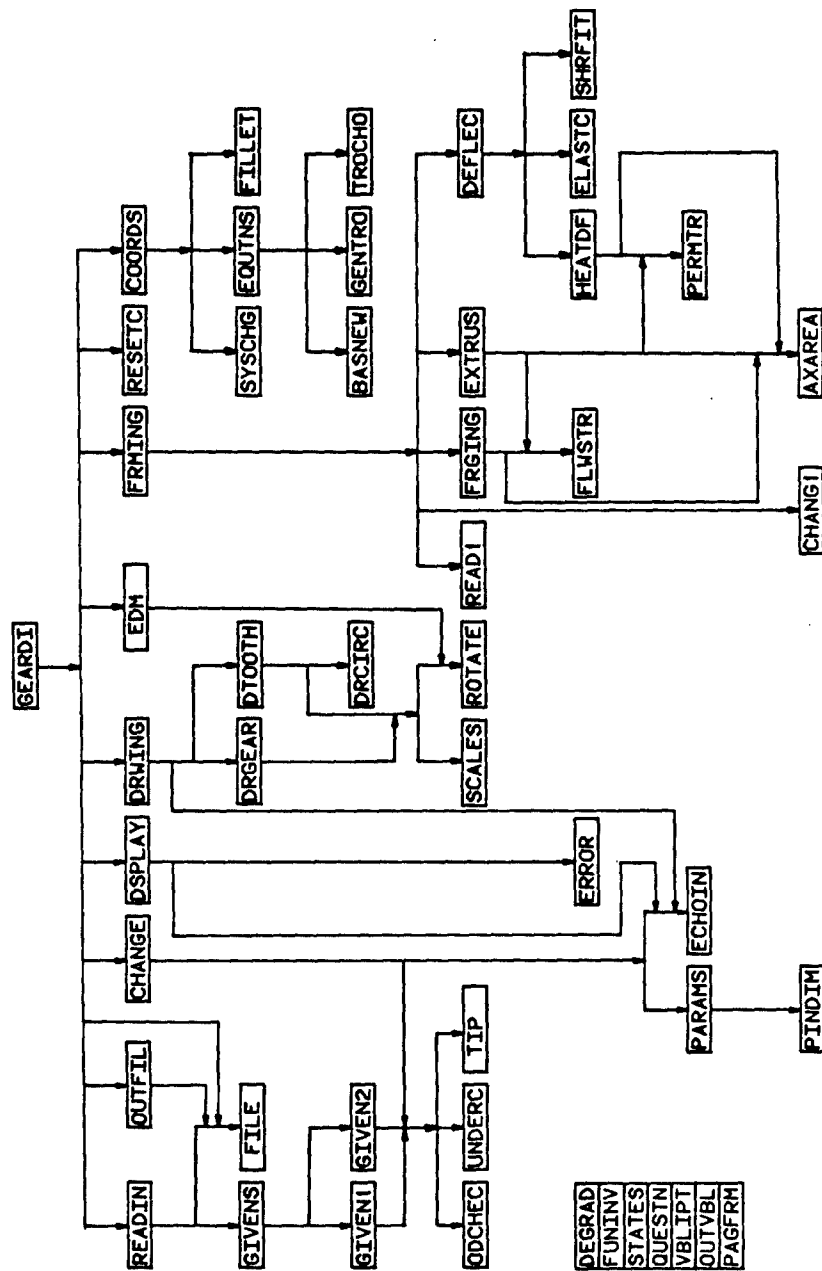 GEARDI
READIN
OUTFIL
CHANGE
DSPLAY
DRWING
EDM
FRMING
RESETC
COORDS
GIVENS
FILE
DRGEAR
DTOOTH
SYSCHG
EQUTNS
FILLET
GIVEN1
GIVEN2
DRCIRC
BASNEW
GENTRO
TROCHO
ODCHEC
UNDERC
TIP
SCALES
ROTATE
READ1
FRGING
EXTRUS
DEFLEC
ERROR
FLWSTR
HEATDF
ELASTC
SHRFIT
PARAMS
ECHOIN
PERMTR
PINDIM
CHANG1
AXAREA
DEGRAD
FUNINV
STATES
QUESTN
VBLIPT
OUTVBL
PAGFRM